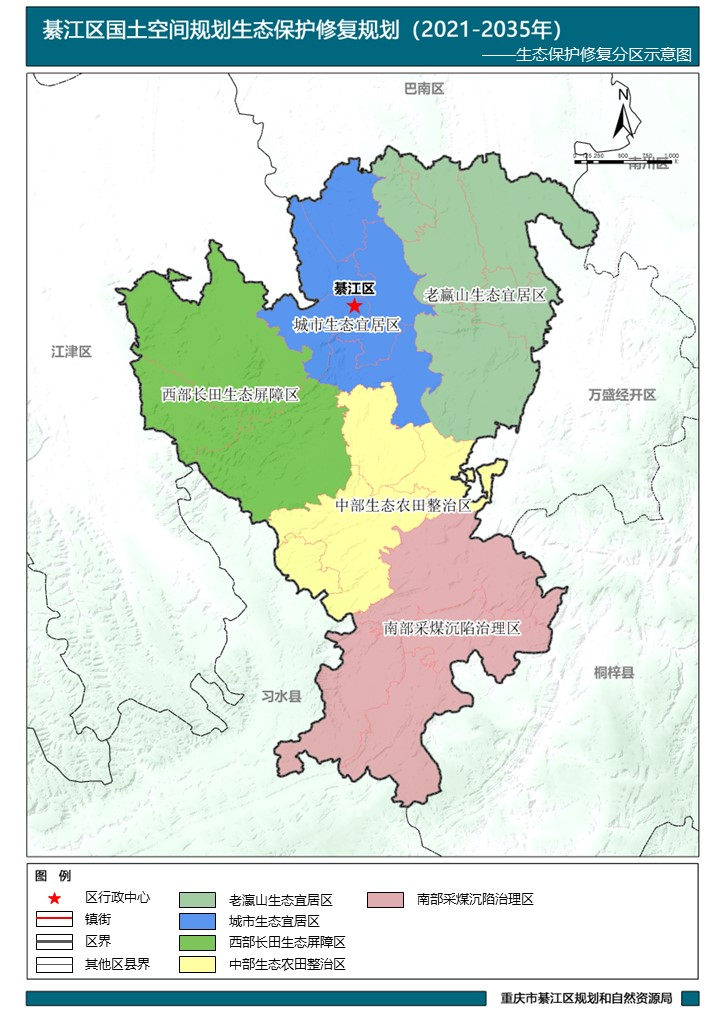 綦江区国土空间规划生态保护修复规划（2021-2035年）
——生态保护修复分区示意图
巴南区
N
0 125 250 500 750 1,000
南川区
綦江区
老瀛山生态宜居区
城市生态宜居区
江津区
西部长田生态屏障区
万盛经开区
中部生态农田整治区
南部采煤沉陷治理区
桐梓县
习水县
图 例
区行政中心
镇街
区界
其他区县界
老瀛山生态宜居区
城市生态宜居区
西部长田生态屏障区
中部生态农田整治区
南部采煤沉陷治理区
重庆市綦江区规划和自然资源局